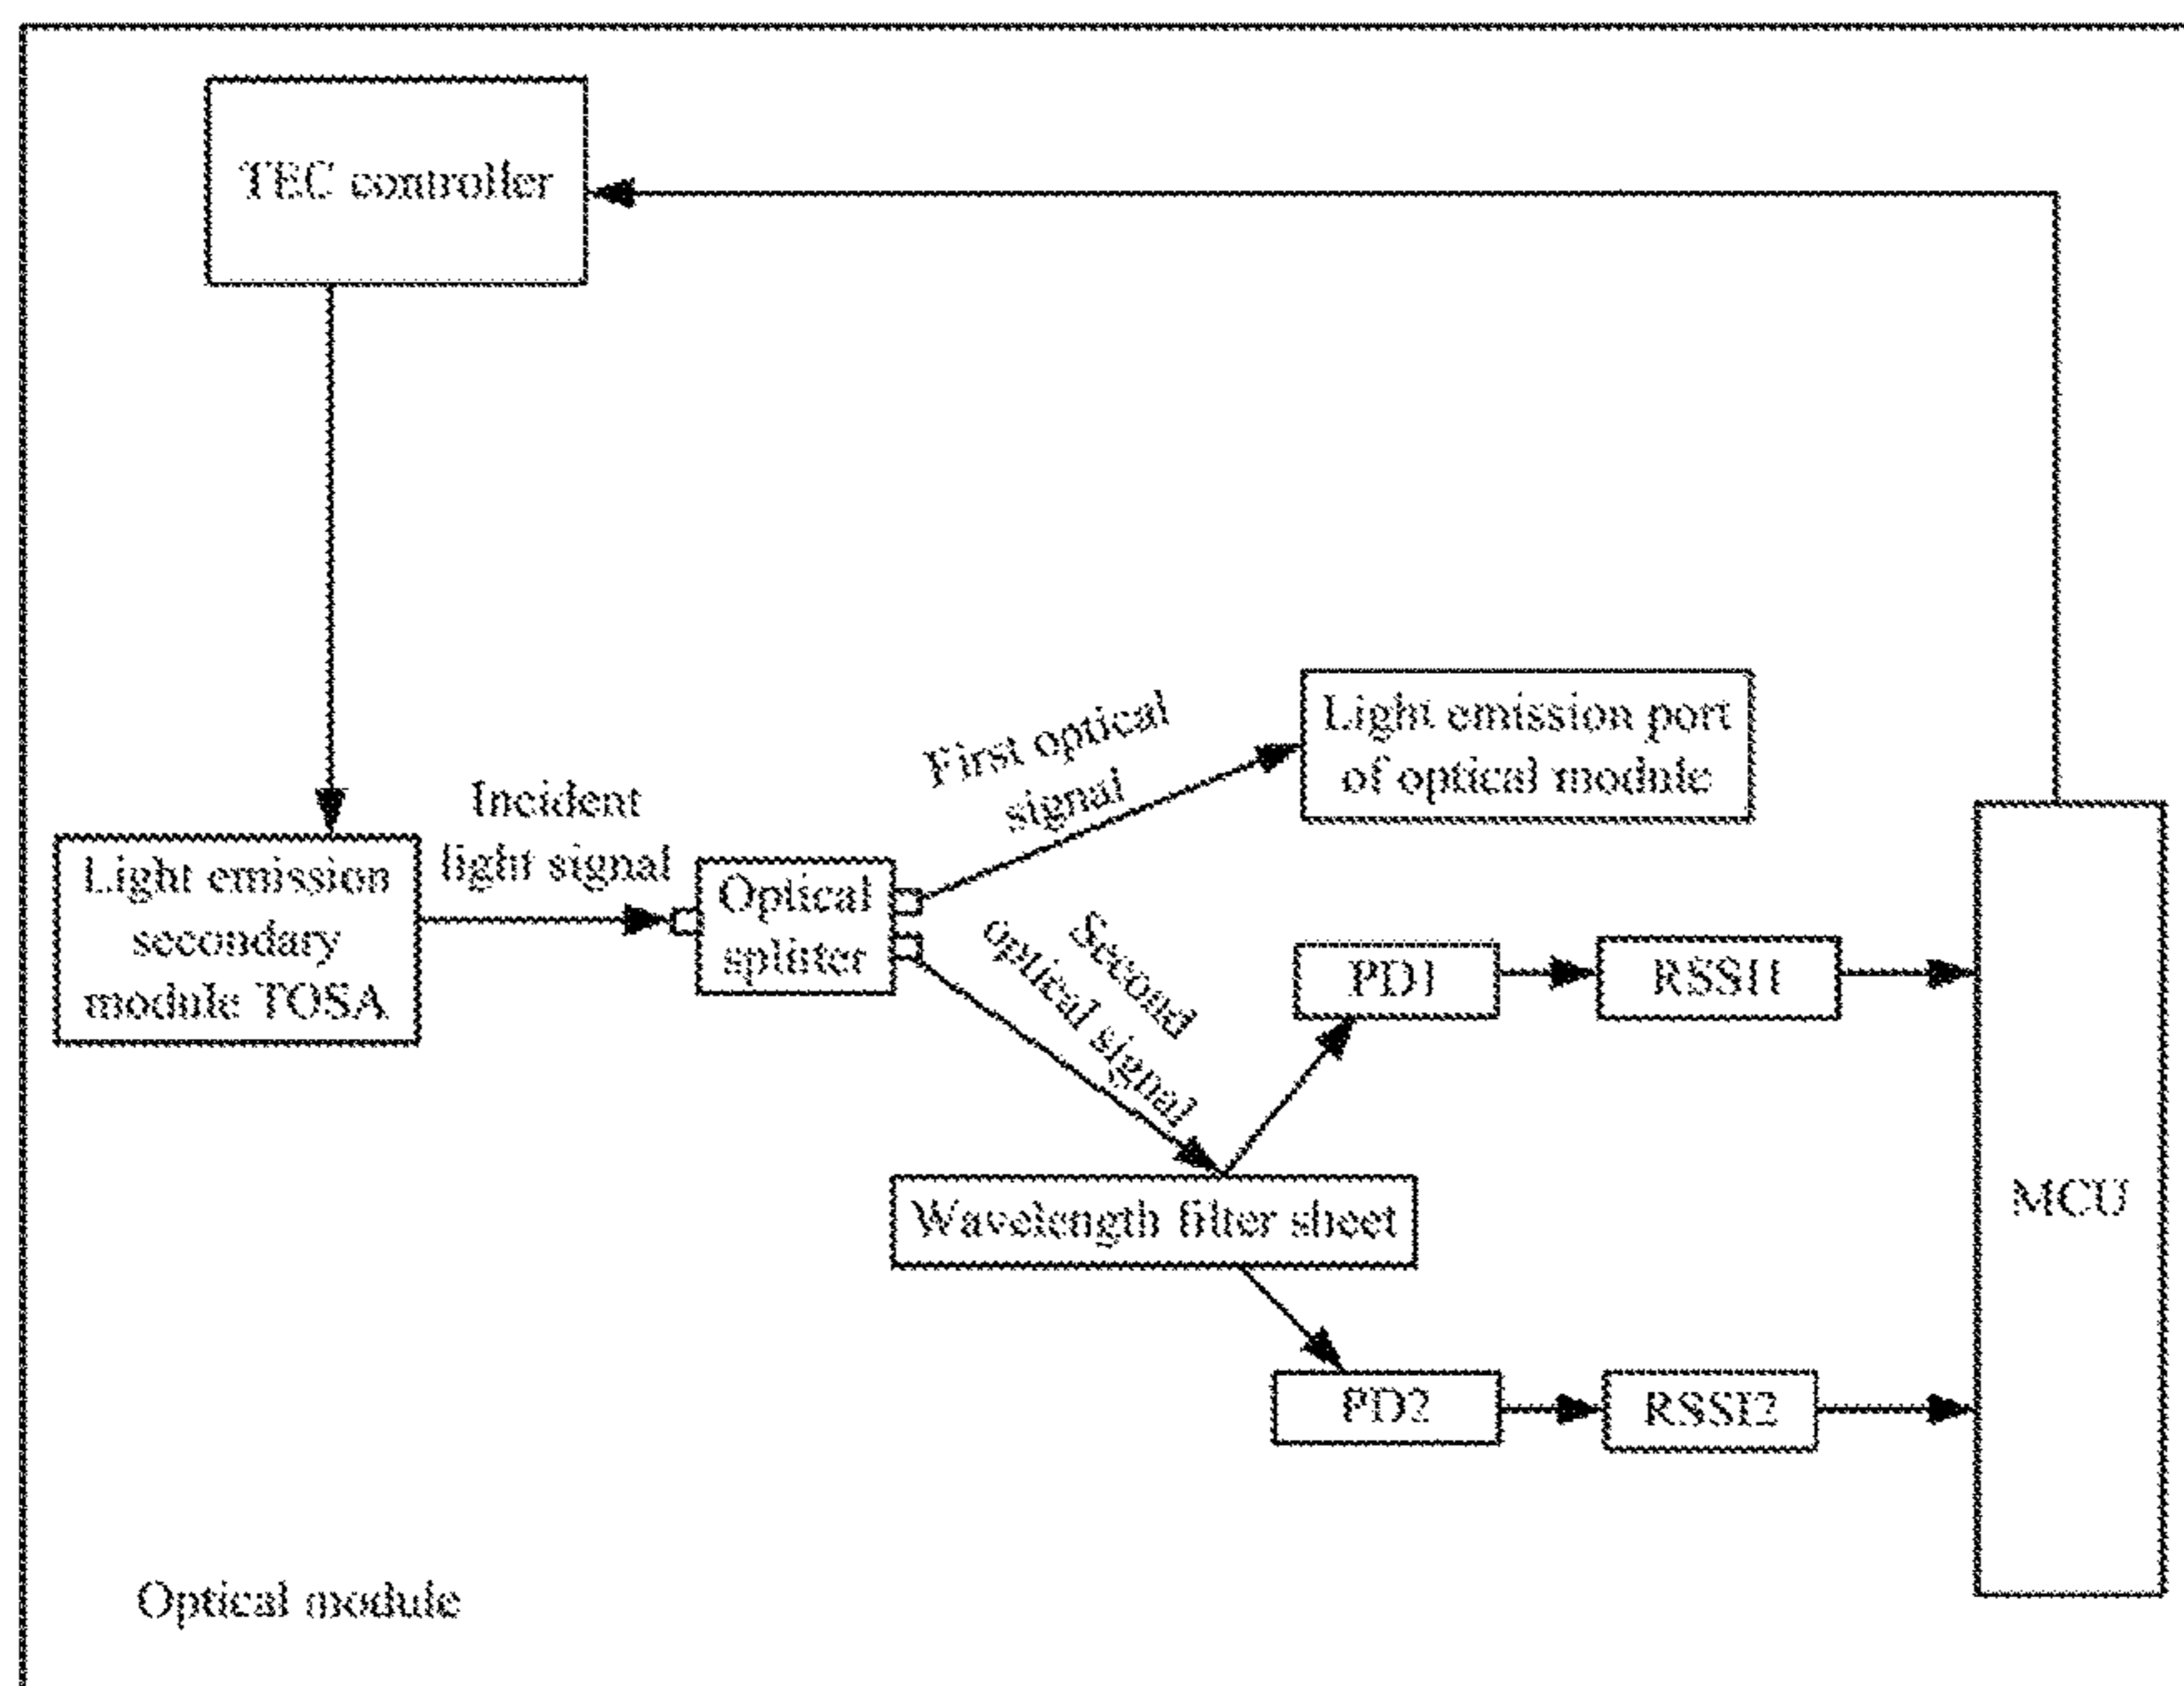 TEC controller
Light emission port
of optical module
First optical
signal
Incident
light signal
Light emission
secondary
module TOSA
Optical
splitter
Second
optical signal
PD1
RSSI1
MCU
Wavelength filter sheet
PD2
RSSI2
Optical module